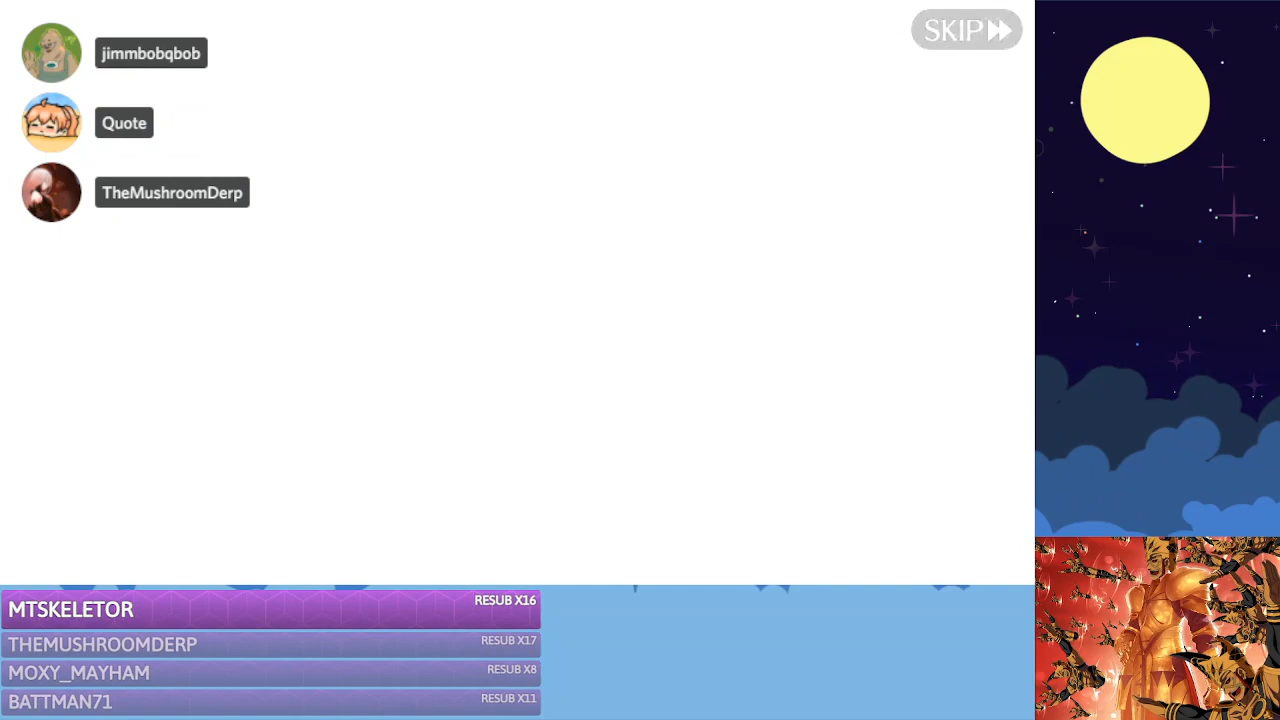 jimmbobqbob
SKIP
Quote
TheMushroomDerp
MTSKELETOR RESUB X16
THEMUSHROOMDERP RESUB X17
MOXY_MAYHAM RESUB X8
BATTMAN71 RESUB X11